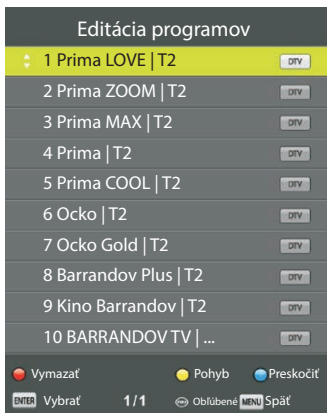 Editácia programov
1 Prima LOVE | T2 DTV
2 Prima ZOOM | T2 DTV
3 Prima MAX | T2 DTV
4 Prima | T2 DTV
5 Prima COOL | T2 DTV
6 Ocko | T2 DTV
7 Ocko Gold | T2 DTV
8 Barrandov Plus | T2 DTV
9 Kino Barrandov | T2 DTV
10 BARRANDOV TV | ... DTV
Vymazať Pohyb Preskočiť
ENTER Vybrať 1/1 Obľúbené MENU Späť